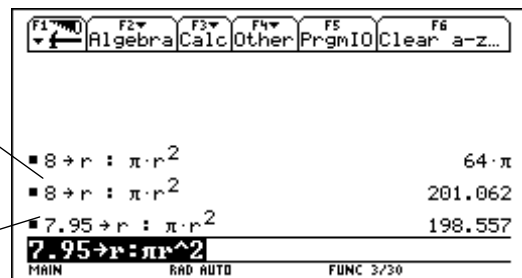 F1 F2 F3 F4 F5 F6
Algebra Calc Other PrgmIO Clear a-z…
▪8→r : π·r² 64·π
▪8→r : π·r² 201.062
▪7.95→r : π·r² 198.557
7.95→r:πr^2
MAIN RAD AUTO FUNC 3/30